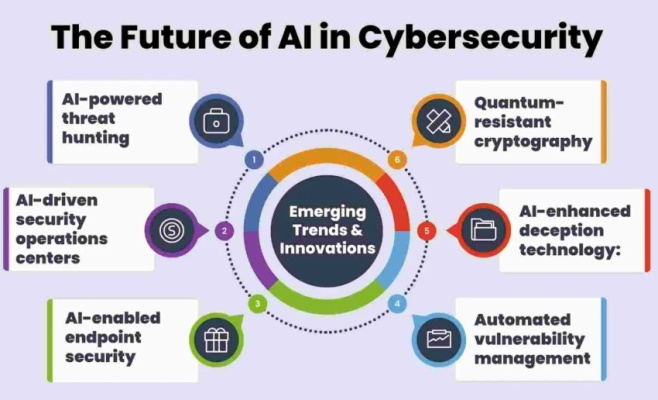 The Future of AI in Cybersecurity
AI-powered
threat
hunting
1
AI-driven
security
operations
centers
2
AI-enabled
endpoint
security
3
Emerging
Trends &
Innovations
Quantum-
resistant
cryptography
6
AI-enhanced
deception
technology:
5
Automated
vulnerability
management
4
S